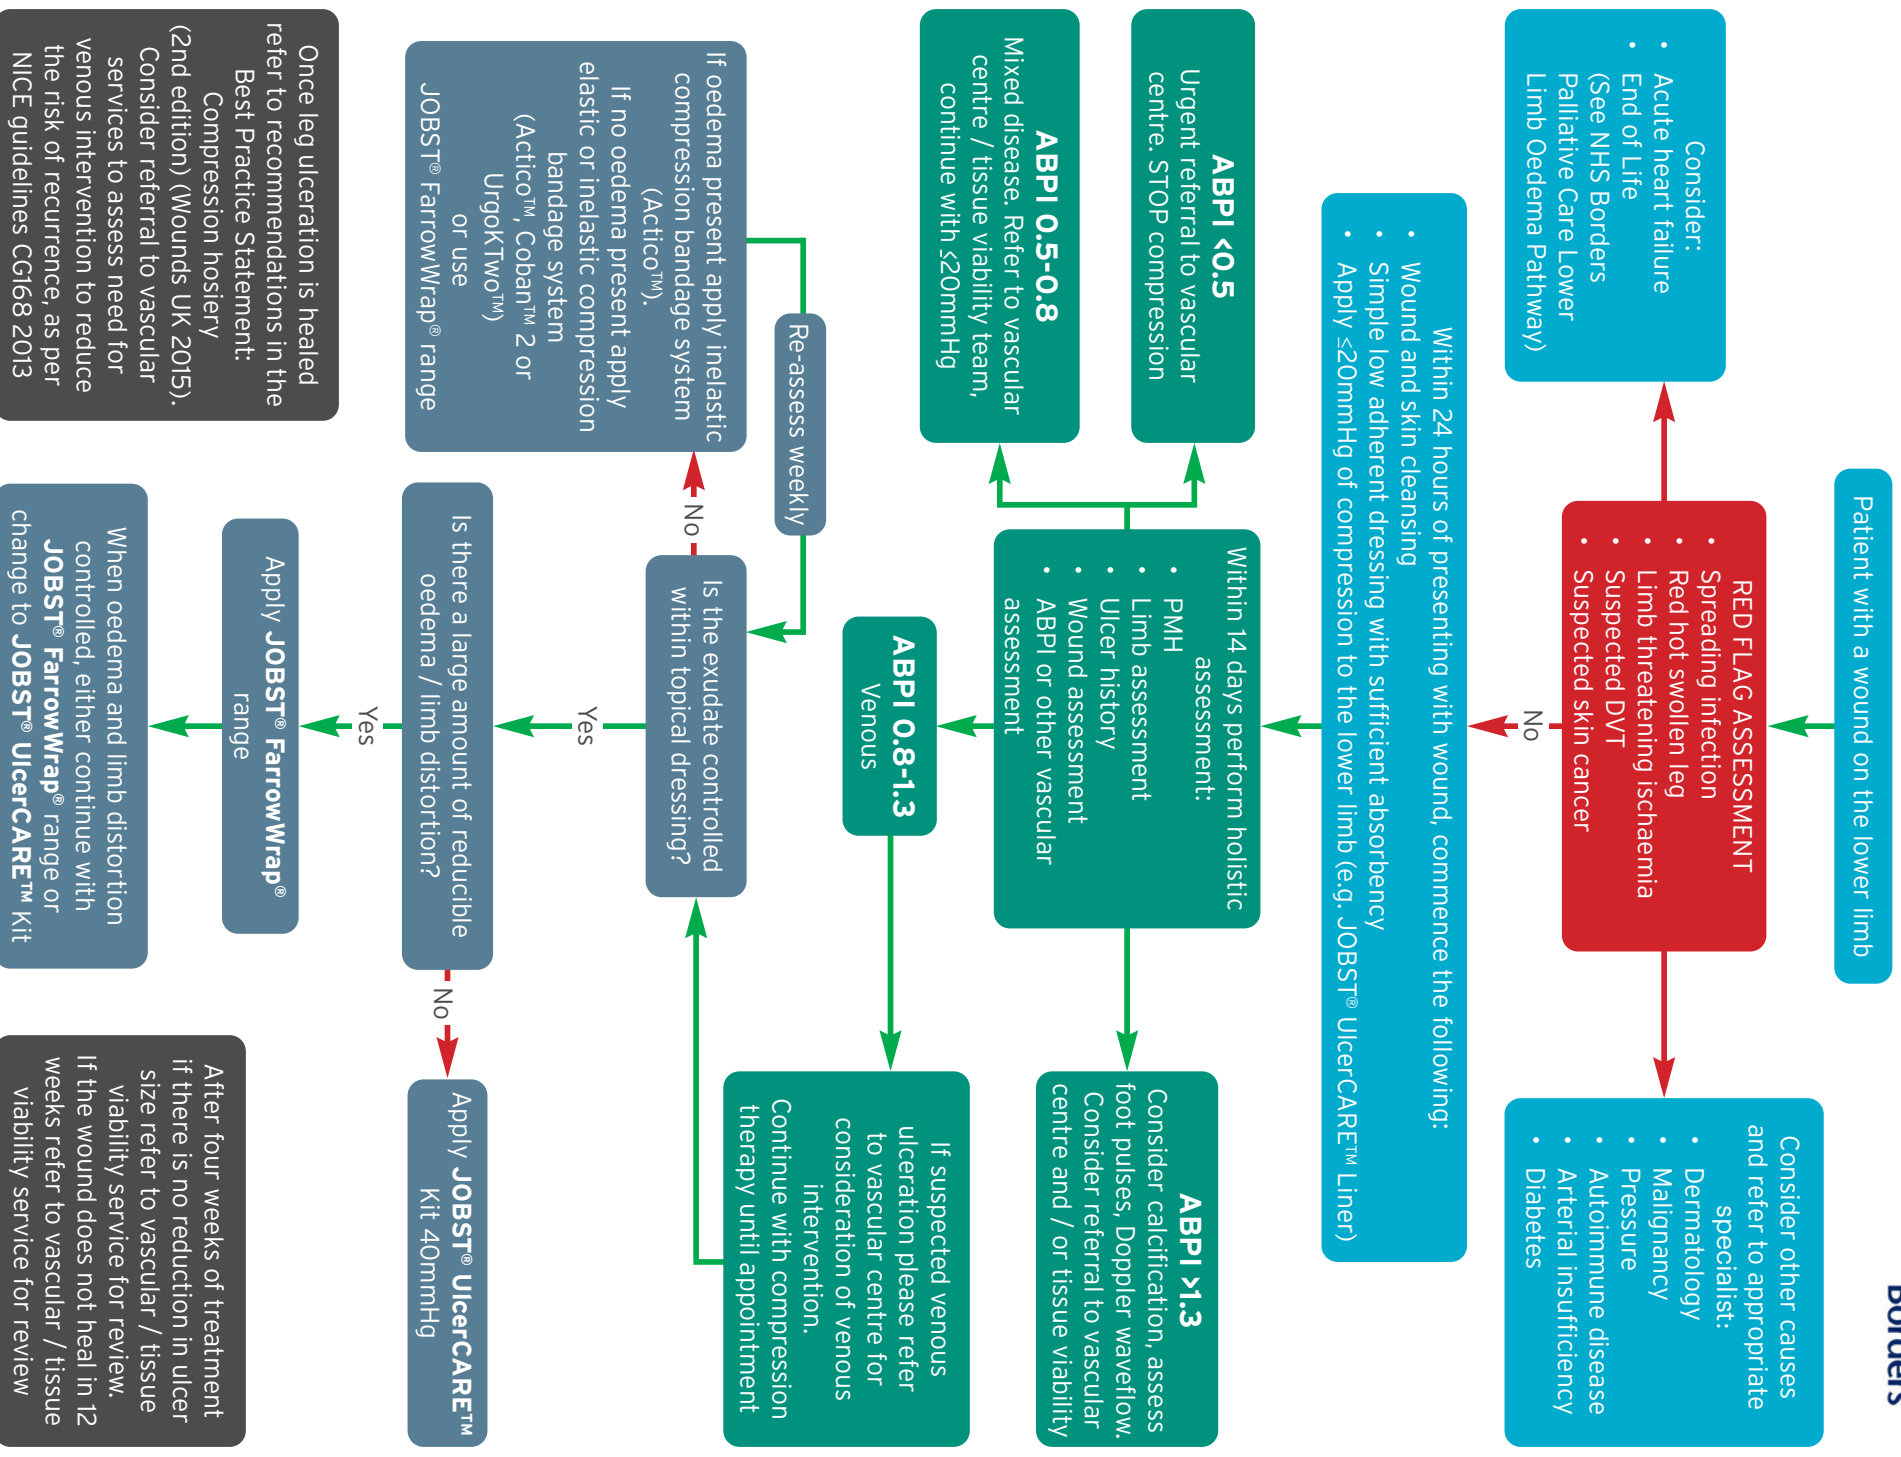 Borders
Patient with a wound on the lower limb
RED FLAG ASSESSMENT
• Spreading infection
• Red hot swollen leg
• Limb threatening ischaemia
• Suspected DVT
• Suspected skin cancer
Consider:
• Acute heart failure
• End of Life
(See NHS Borders
Palliative Care Lower
Limb Oedema Pathway)
Consider other causes
and refer to appropriate
specialist:
• Dermatology
• Malignancy
• Pressure
• Autoimmune disease
• Arterial insufficiency
• Diabetes
No
Within 24 hours of presenting with wound, commence the following:
• Wound and skin cleansing
• Simple low adherent dressing with sufficient absorbency
• Apply ≤20mmHg of compression to the lower limb (e.g. JOBST® UlcerCARE™ Liner)
Within 14 days perform holistic
assessment:
• PMH
• Limb assessment
• Ulcer history
• Wound assessment
• ABPI or other vascular
assessment
ABPI <0.5
Urgent referral to vascular
centre. STOP compression
ABPI 0.5-0.8
Mixed disease. Refer to vascular
centre / tissue viability team,
continue with ≤20mmHg
ABPI >1.3
Consider calcification, assess
foot pulses, Doppler waveflow.
Consider referral to vascular
centre and / or tissue viability
ABPI 0.8-1.3
Venous
If suspected venous
ulceration please refer
to vascular centre for
consideration of venous
intervention.
Continue with compression
therapy until appointment
Re-assess weekly
Is the exudate controlled
within topical dressing?
No
If oedema present apply inelastic
compression bandage system
(Actico™).
If no oedema present apply
elastic or inelastic compression
bandage system
(Actico™, Coban™ 2 or
UrgoKTwo™)
or use
JOBST® FarrowWrap® range
Yes
Is there a large amount of reducible
oedema / limb distortion?
No
Apply JOBST® UlcerCARE™
Kit 40mmHg
Yes
Apply JOBST® FarrowWrap®
range
When oedema and limb distortion
controlled, either continue with
JOBST® FarrowWrap® range or
change to JOBST® UlcerCARE™ Kit
Once leg ulceration is healed
refer to recommendations in the
Best Practice Statement:
Compression hosiery
(2nd edition) (Wounds UK 2015).
Consider referral to vascular
services to assess need for
venous intervention to reduce
the risk of recurrence, as per
NICE guidelines CG168 2013
After four weeks of treatment
if there is no reduction in ulcer
size refer to vascular / tissue
viability service for review.
If the wound does not heal in 12
weeks refer to vascular / tissue
viability service for review